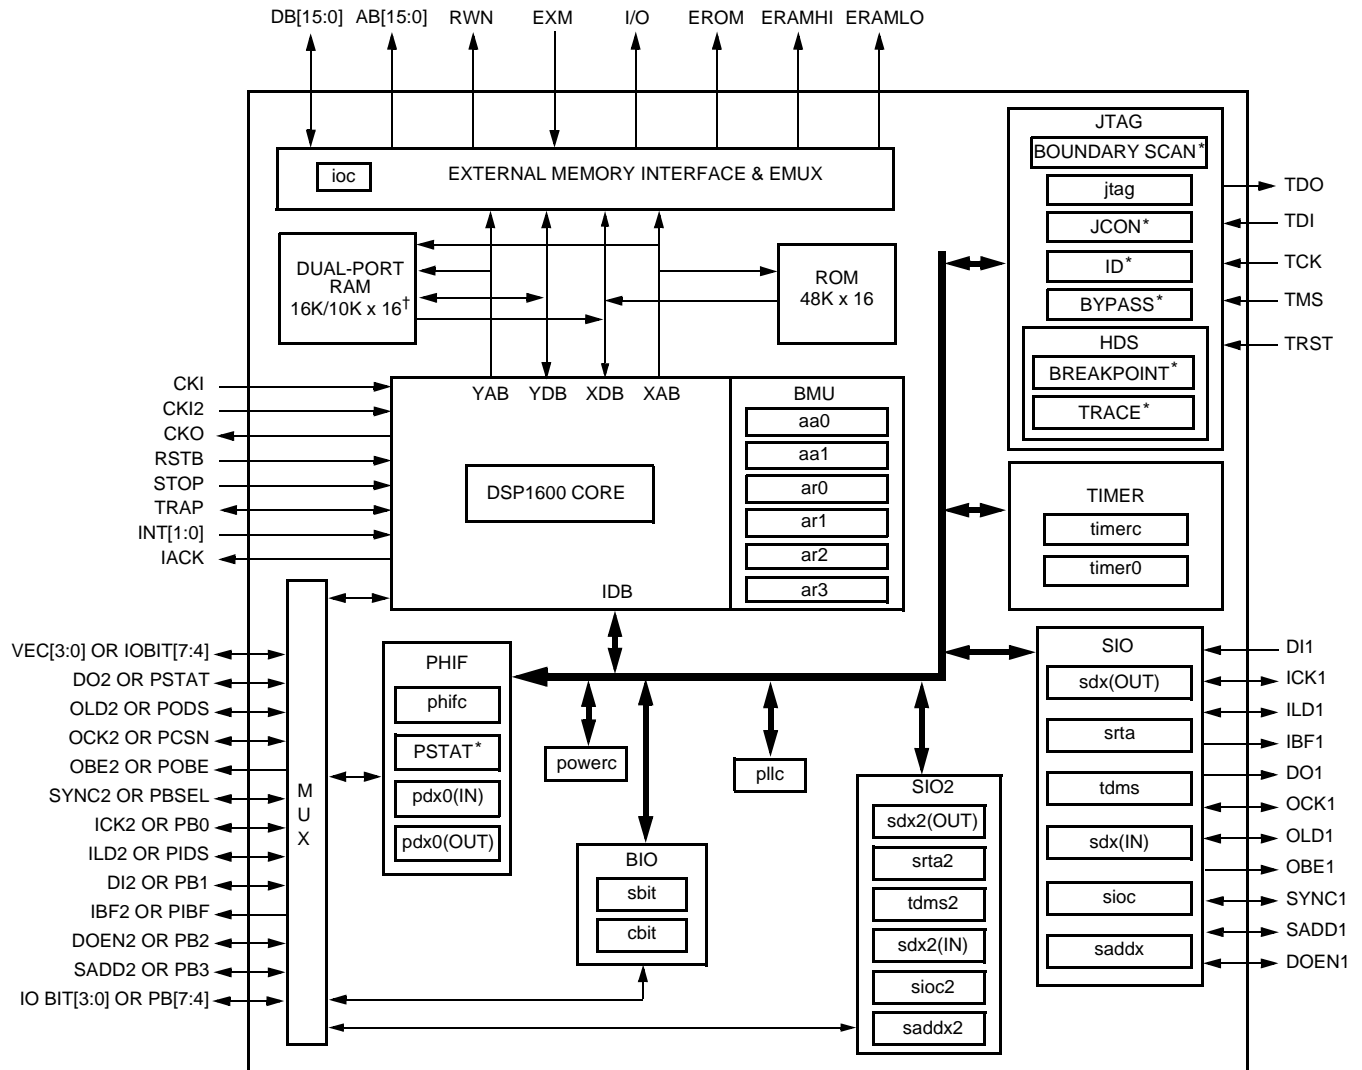 DB[15:0] AB[15:0] RWN EXM I/O EROM ERAMHI ERAMLO
ioc
EXTERNAL MEMORY INTERFACE & EMUX
DUAL-PORT
RAM
16K/10K x 16†
ROM
48K x 16
JTAG
BOUNDARY SCAN*
jtag
JCON*
ID*
BYPASS*
HDS
BREAKPOINT*
TRACE*
TDO
TDI
TCK
TMS
TRST
CKI
CKI2
CKO
RSTB
STOP
TRAP
INT[1:0]
IACK
YAB YDB XDB XAB
DSP1600 CORE
IDB
BMU
aa0
aa1
ar0
ar1
ar2
ar3
TIMER
timerc
timer0
VEC[3:0] OR IOBIT[7:4]
DO2 OR PSTAT
OLD2 OR PODS
OCK2 OR PCSN
OBE2 OR POBE
SYNC2 OR PBSEL
ICK2 OR PB0
ILD2 OR PIDS
DI2 OR PB1
IBF2 OR PIBF
DOEN2 OR PB2
SADD2 OR PB3
IO BIT[3:0] OR PB[7:4]
M
U
X
PHIF
phifc
PSTAT*
pdx0(IN)
pdx0(OUT)
powerc
pllc
BIO
sbit
cbit
SIO2
sdx2(OUT)
srta2
tdms2
sdx2(IN)
sioc2
saddx2
SIO
sdx(OUT)
srta
tdms
sdx(IN)
sioc
saddx
DI1
ICK1
ILD1
IBF1
DO1
OCK1
OLD1
OBE1
SYNC1
SADD1
DOEN1